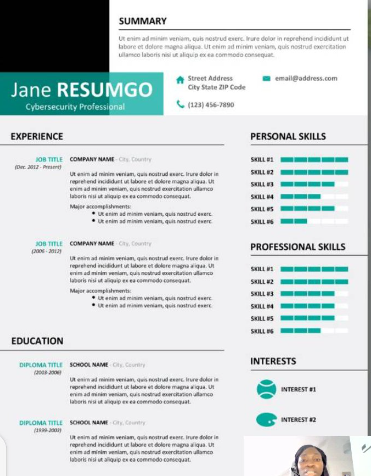 SUMMARY
Ut enim ad minim veniam, quis nostrud exerc. Irure dolor in reprehend incididunt ut
labore et dolore magna aliqua. Ut enim ad minim veniam, quis nostrud exercitation
ullamco laboris nisi ut aliquip ex ea commodo consequat.
Jane RESUMGO
Cybersecurity Professional
Street Address
City State ZIP Code
email@address.com
(123) 456-7890
EXPERIENCE
JOB TITLE
(Dec. 2012 - Present)
COMPANY NAME - City, Country
Ut enim ad minim veniam, quis nostrud exerc. Irure dolor in
reprehend incididunt ut labore et dolore magna aliqua. Ut
enim ad minim veniam, quis nostrud exercitation ullamco
laboris nisi ut aliquip ex ea commodo consequat.
Major accomplishments:
● Ut enim ad minim veniam, quis nostrud exerc.
● Ut enim ad minim veniam, quis nostrud exerc.
JOB TITLE
(2006 - 2012)
COMPANY NAME - City, Country
Ut enim ad minim veniam, quis nostrud exerc. Irure dolor in
reprehend incididunt ut labore et dolore magna aliqua. Ut
enim ad minim veniam, quis nostrud exercitation ullamco
laboris nisi ut aliquip ex ea commodo consequat.
Major accomplishments:
● Ut enim ad minim veniam, quis nostrud exerc.
● Ut enim ad minim veniam, quis nostrud exerc.
EDUCATION
DIPLOMA TITLE
SCHOOL NAME - City, Country
Ut enim ad minim veniam, quis nostrud exerc. Irure dolor in
reprehend incididunt ut labore et dolore magna aliqua. Ut
enim ad minim veniam, quis nostrud exercitation ullamco
laboris nisi ut aliquip ex ea commodo consequat.
DIPLOMA TITLE
SCHOOL NAME - City, Country
Ut enim ad minim veniam, quis nostrud exerc. Irure dolor in
reprehend incididunt ut labore et dolore magna aliqua. Ut
enim ad minim veniam, quis nostrud exercitation ullamco
laboris nisi ut aliquip ex ea commodo consequat.
PERSONAL SKILLS
SKILL #1
SKILL #2
SKILL #3
SKILL #4
SKILL #5
SKILL #6
PROFESSIONAL SKILLS
SKILL #1
SKILL #2
SKILL #3
SKILL #4
SKILL #5
SKILL #6
INTERESTS
INTEREST #1
INTEREST #2